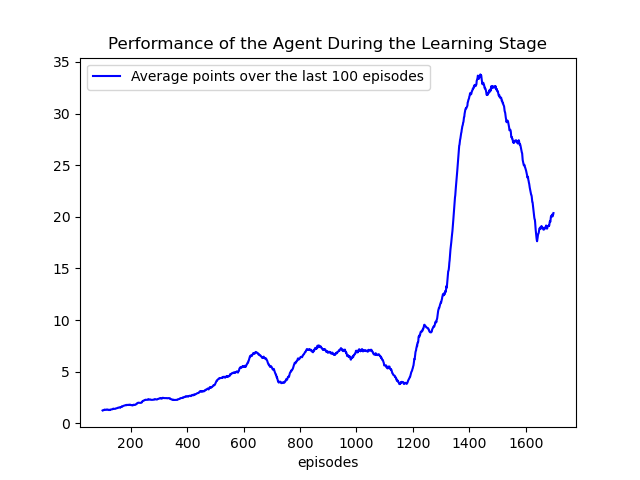 Performance of the Agent During the Learning Stage
Average points over the last 100 episodes
35
30
25
20
15
10
5
0
200 400 600 800 1000 1200 1400 1600
episodes